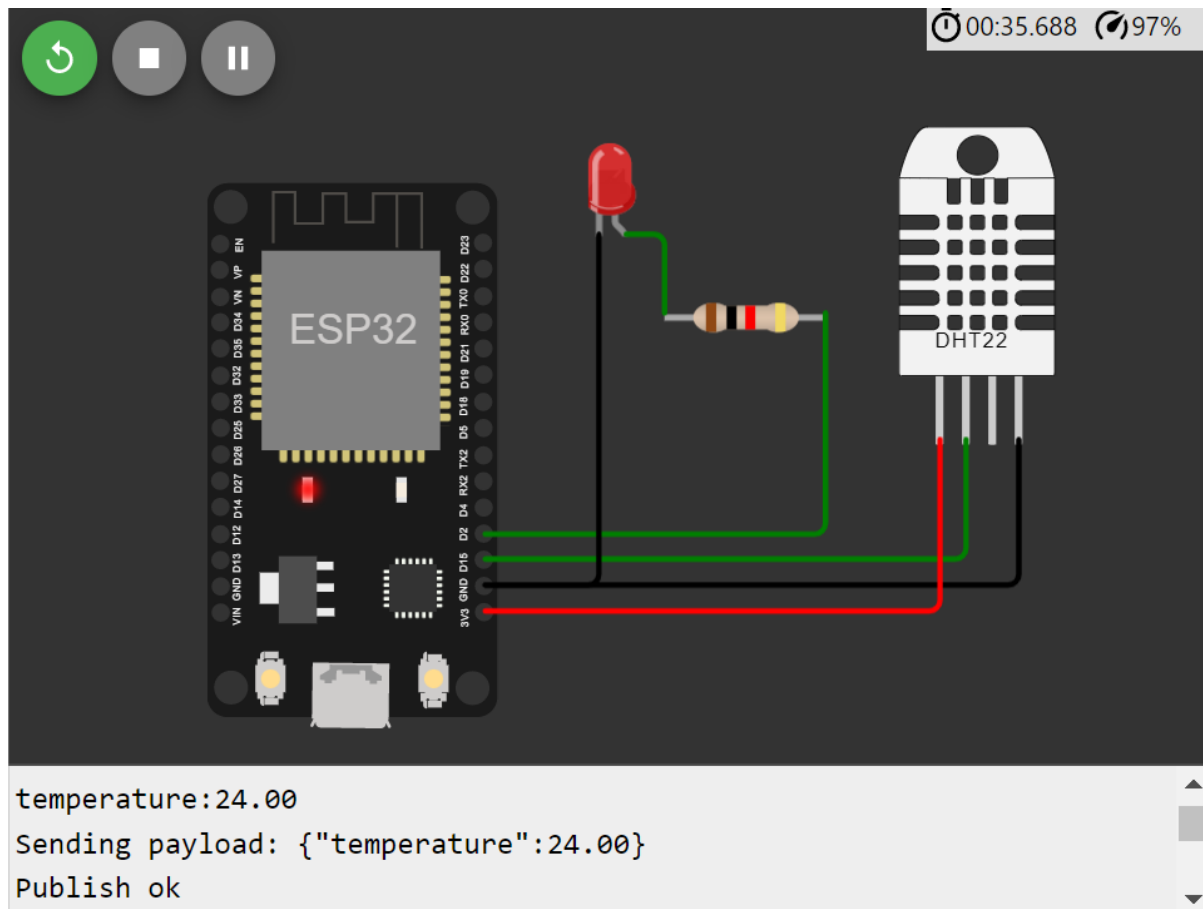 00:35.688 97%
ESP32
EN
VP
VN
D34
D35
D32
D33
D25
D26
D27
D14
D12
D13
GND
VIN
D23
D22
TX0
RX0
D21
D19
D18
D5
TX2
RX2
D4
D2
D15
GND
3V3
DHT22
temperature:24.00
Sending payload: {"temperature":24.00}
Publish ok